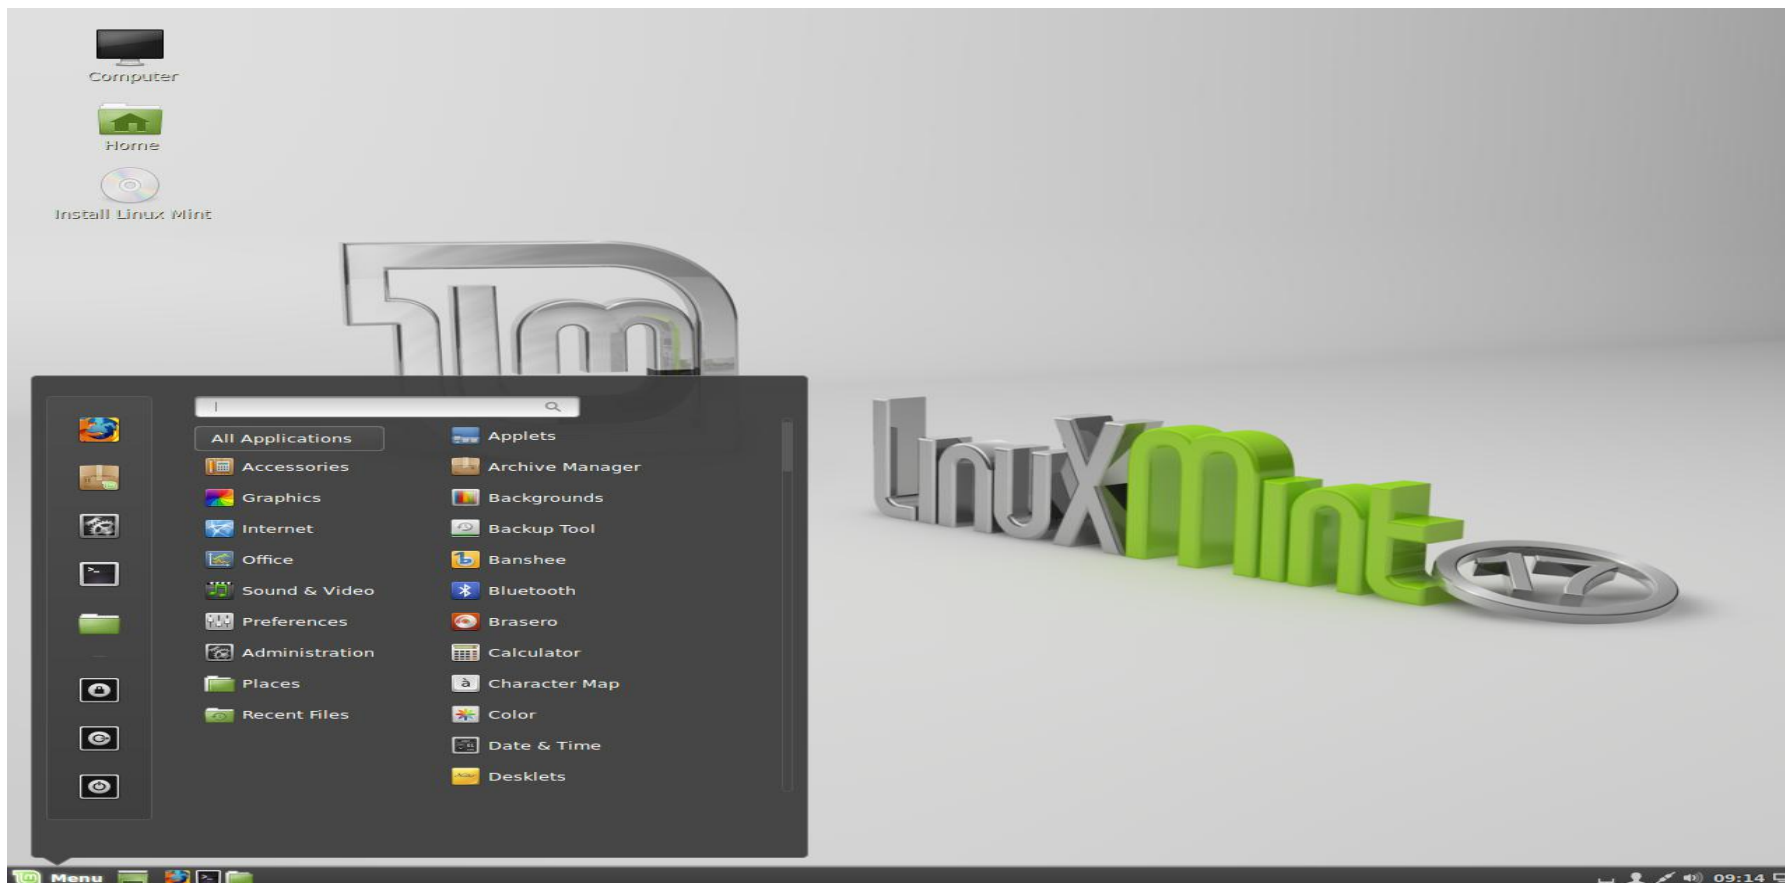 Computer
Home
Install Linux Mint
LinuxMint 17
All Applications
Accessories
Graphics
Internet
Office
Sound & Video
Preferences
Administration
Places
Recent Files
Applets
Archive Manager
Backgrounds
Backup Tool
Banshee
Bluetooth
Brasero
Calculator
Character Map
Color
Date & Time
Desklets
Menu
09:14